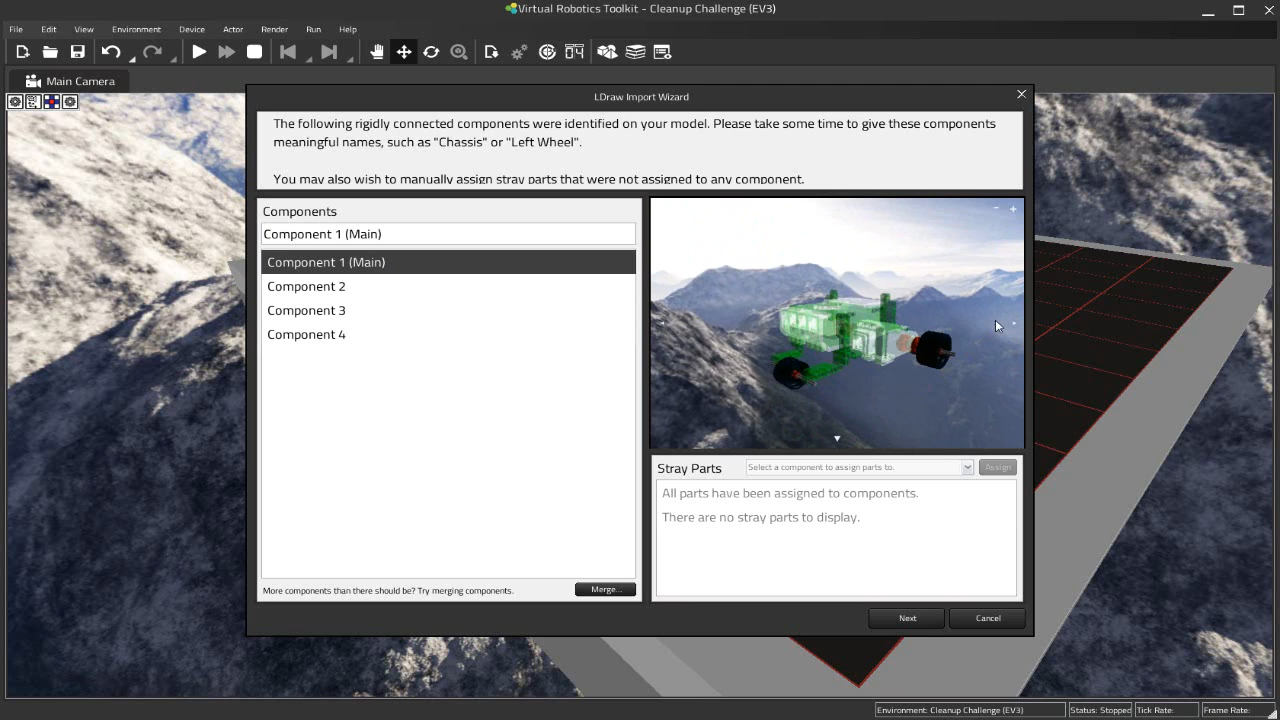 Virtual Robotics Toolkit - Cleanup Challenge (EV3)
File Edit View Environment Device Actor Render Run Help
Main Camera
LDraw Import Wizard
The following rigidly connected components were identified on your model. Please take some time to give these components
meaningful names, such as "Chassis" or "Left Wheel".
You may also wish to manually assign stray parts that were not assigned to any component.
Components
Component 1 (Main)
Component 1 (Main)
Component 2
Component 3
Component 4
More components than there should be? Try merging components.
Merge...
Stray Parts
Select a component to assign parts to.
Assign
All parts have been assigned to components.
There are no stray parts to display.
Next
Cancel
Environment: Cleanup Challenge (EV3)
Status: Stopped
Tick Rate:
Frame Rate: